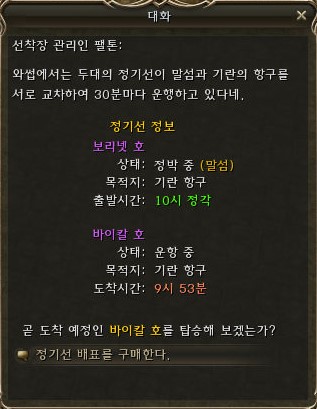 대화
선착장 관리인 펠톤:
와썹에서는 두대의 정기선이 말섬과 기란의 항구를
서로 교차하여 30분마다 운행하고 있다네.
정기선 정보
보리넷 호
상태: 정박 중 (말섬)
목적지: 기란 항구
출발시간: 10시 정각
바이칼 호
상태: 운항 중
목적지: 기란 항구
도착시간: 9시 53분
곧 도착 예정인 바이칼 호를 탑승해 보겠는가?
정기선 배표를 구매한다.